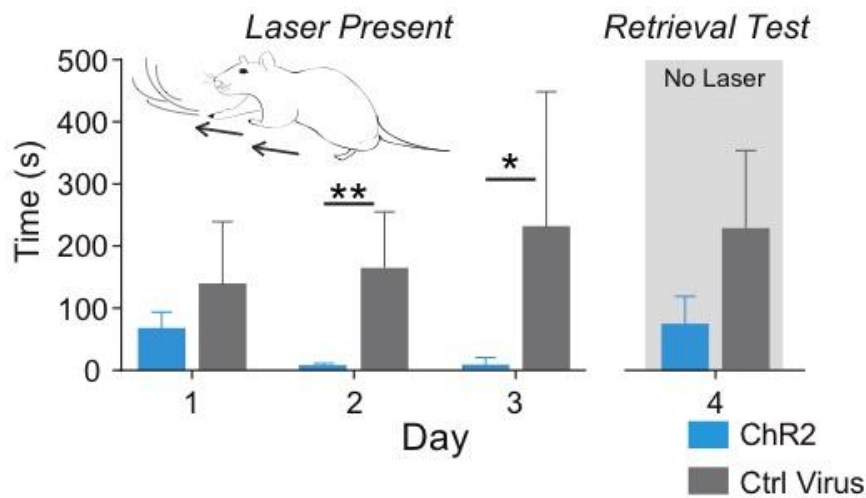 Laser Present
Retrieval Test
Time (s)
500
400
300
200
100
0
**
*
No Laser
1
2
3
4
Day
ChR2
Ctrl Virus